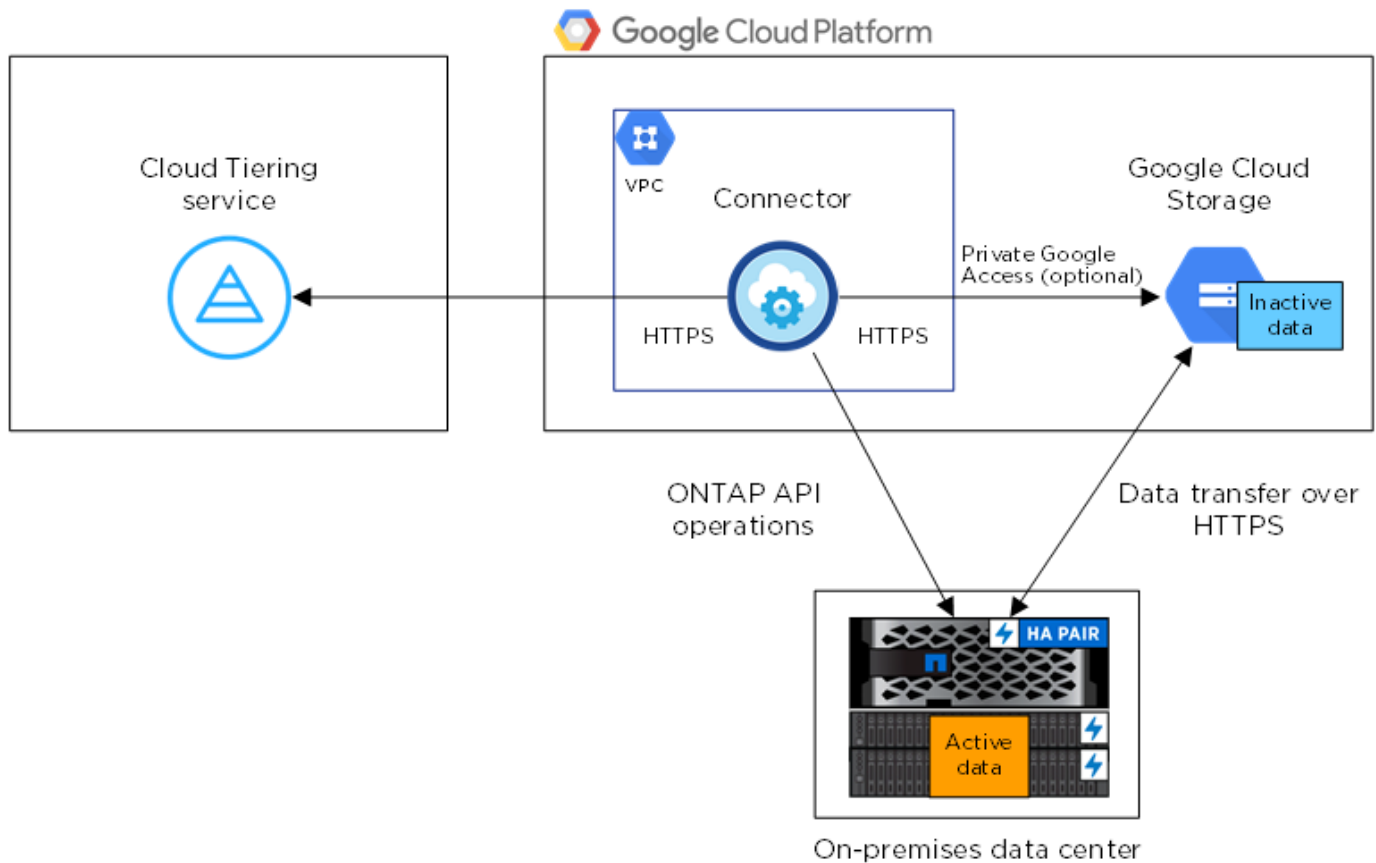 Google Cloud Platform
Cloud Tiering
service
VPC
Connector
Google Cloud
Storage
Private Google
Access (optional)
HTTPS
HTTPS
Inactive
data
ONTAP API
operations
Data transfer over
HTTPS
HA PAIR
Active
data
On-premises data center